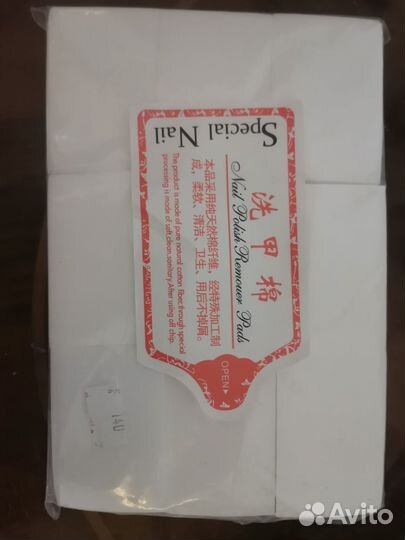 Special Nail
洗甲棉
Nail Polish Remouer Pads
本品采用纯天然棉纤维，经特殊加工制
成，柔软、清洁、卫生、用后不掉屑。
The product is made of pure natural cotton fiber, through special
processing is made of soft,clean,sanitary,After using off chip.
OPEN
140
Avito